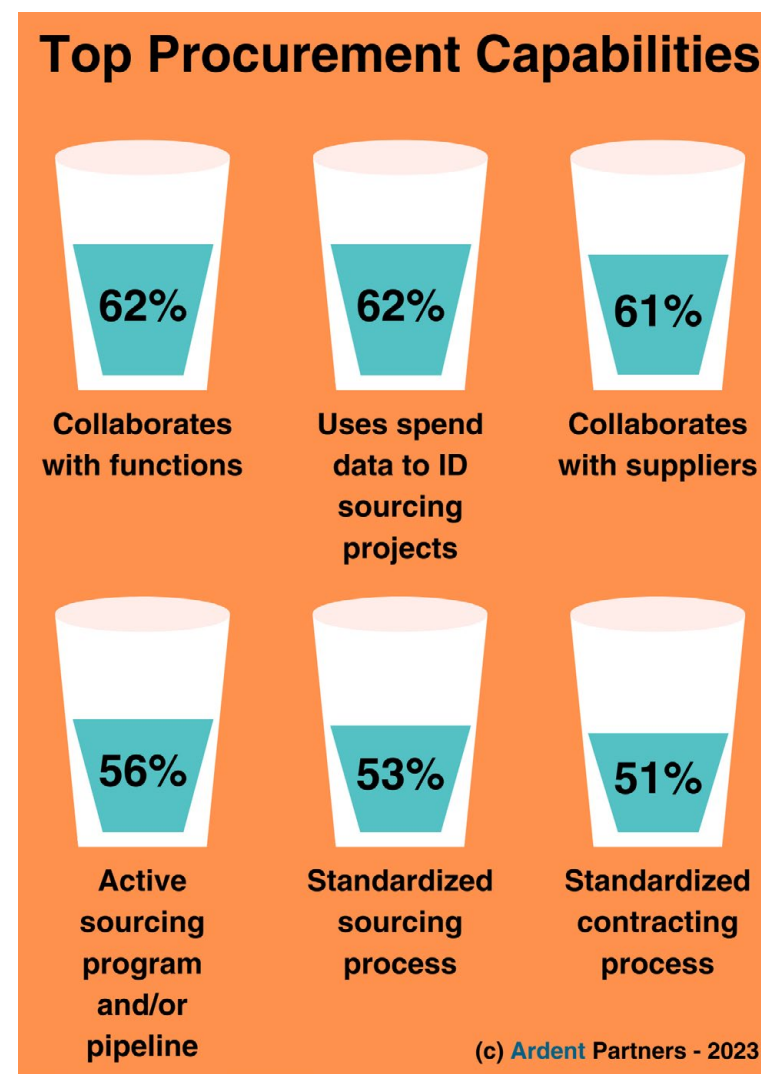 Top Procurement Capabilities
62%
Collaborates
with functions
62%
Uses spend
data to ID
sourcing
projects
61%
Collaborates
with suppliers
56%
Active
sourcing
program
and/or
pipeline
53%
Standardized
sourcing
process
51%
Standardized
contracting
process
(c) Ardent Partners - 2023